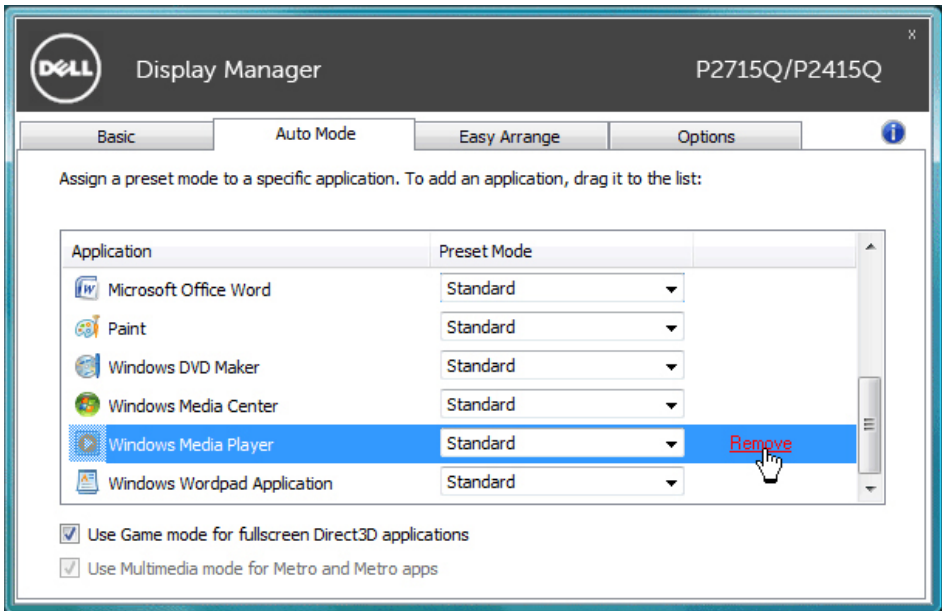 DELL Display Manager P2715Q/P2415Q x
Basic Auto Mode Easy Arrange Options i
Assign a preset mode to a specific application. To add an application, drag it to the list:
Application Preset Mode
W Microsoft Office Word Standard
Paint Standard
Windows DVD Maker Standard
Windows Media Center Standard
Windows Media Player Standard Remove
Windows Wordpad Application Standard
Use Game mode for fullscreen Direct3D applications
Use Multimedia mode for Metro and Metro apps